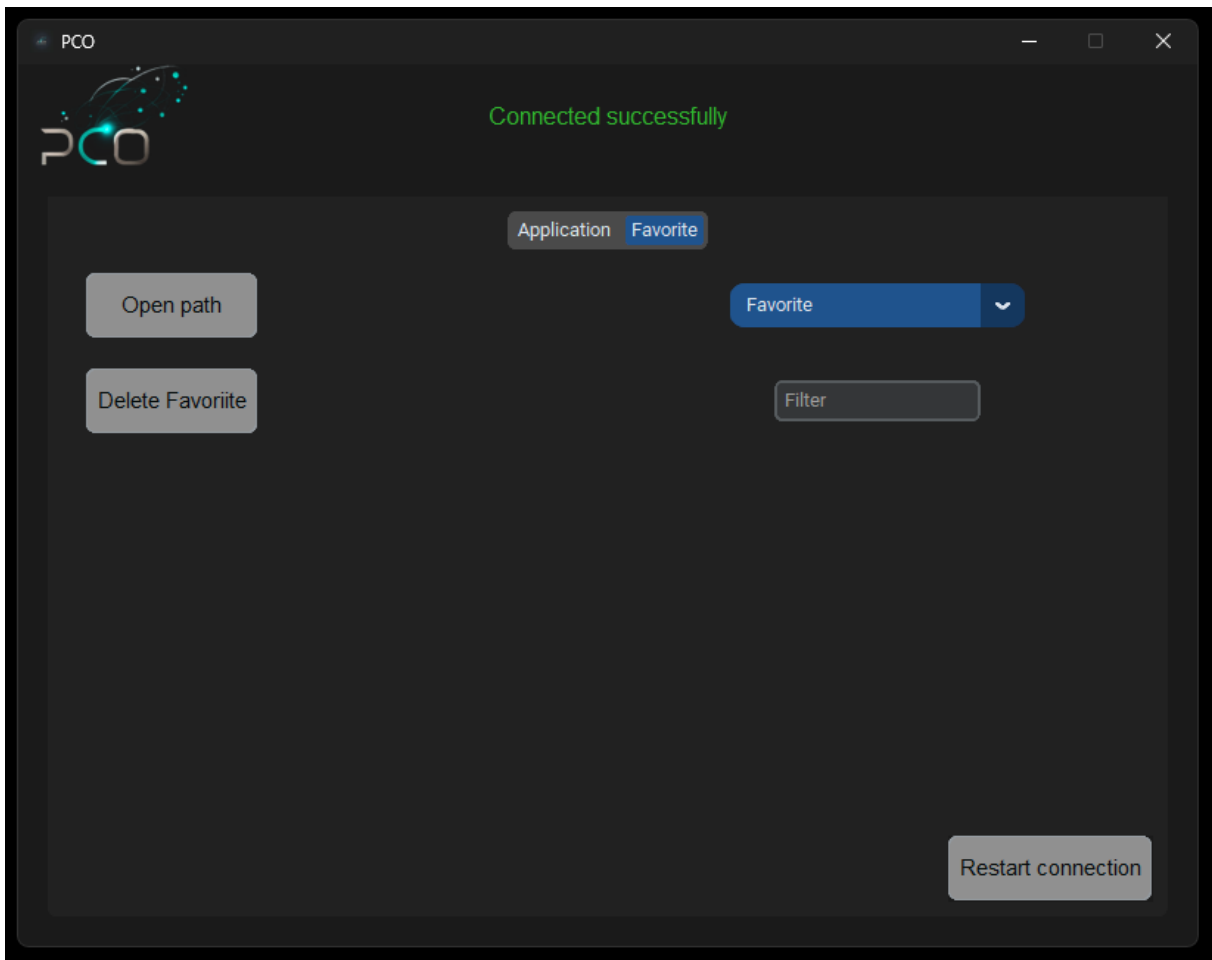 PCO
PCO
Connected successfully
Application Favorite
Open path
Favorite
Delete Favoriite
Filter
Restart connection